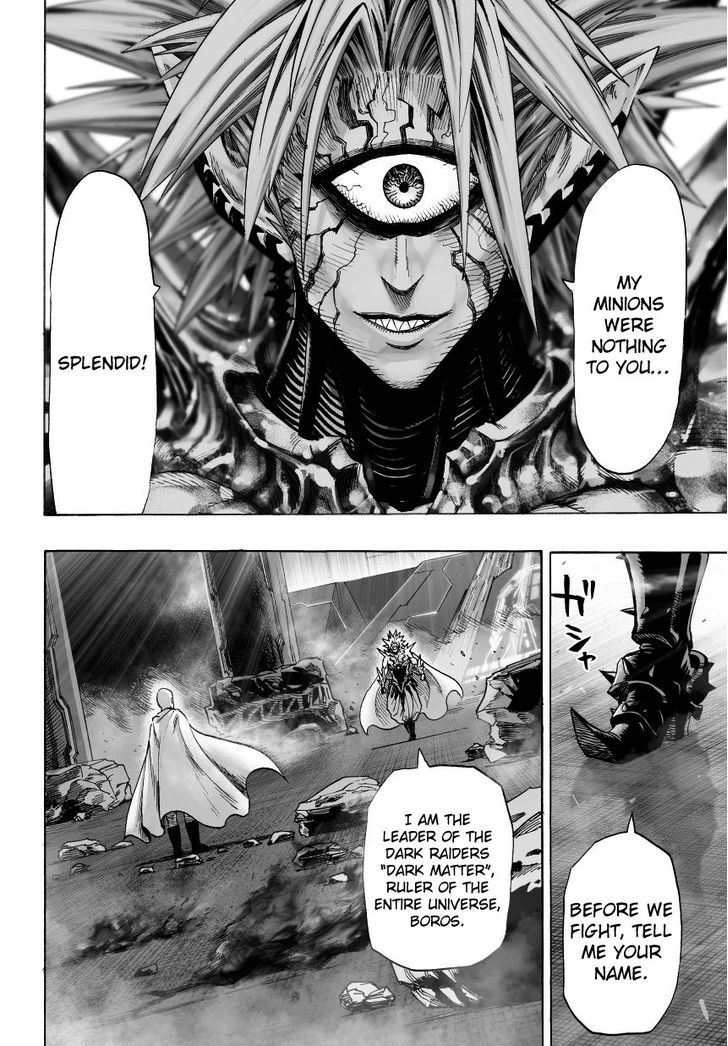 MY
MINIONS
WERE
NOTHING
TO YOU...
SPLENDID!
ガシャ
BEFORE WE
FIGHT, TELL
ME YOUR
NAME.
I AM THE
LEADER OF THE
DARK RAIDERS
"DARK MATTER",
RULER OF THE
ENTIRE UNIVERSE,
BOROS.